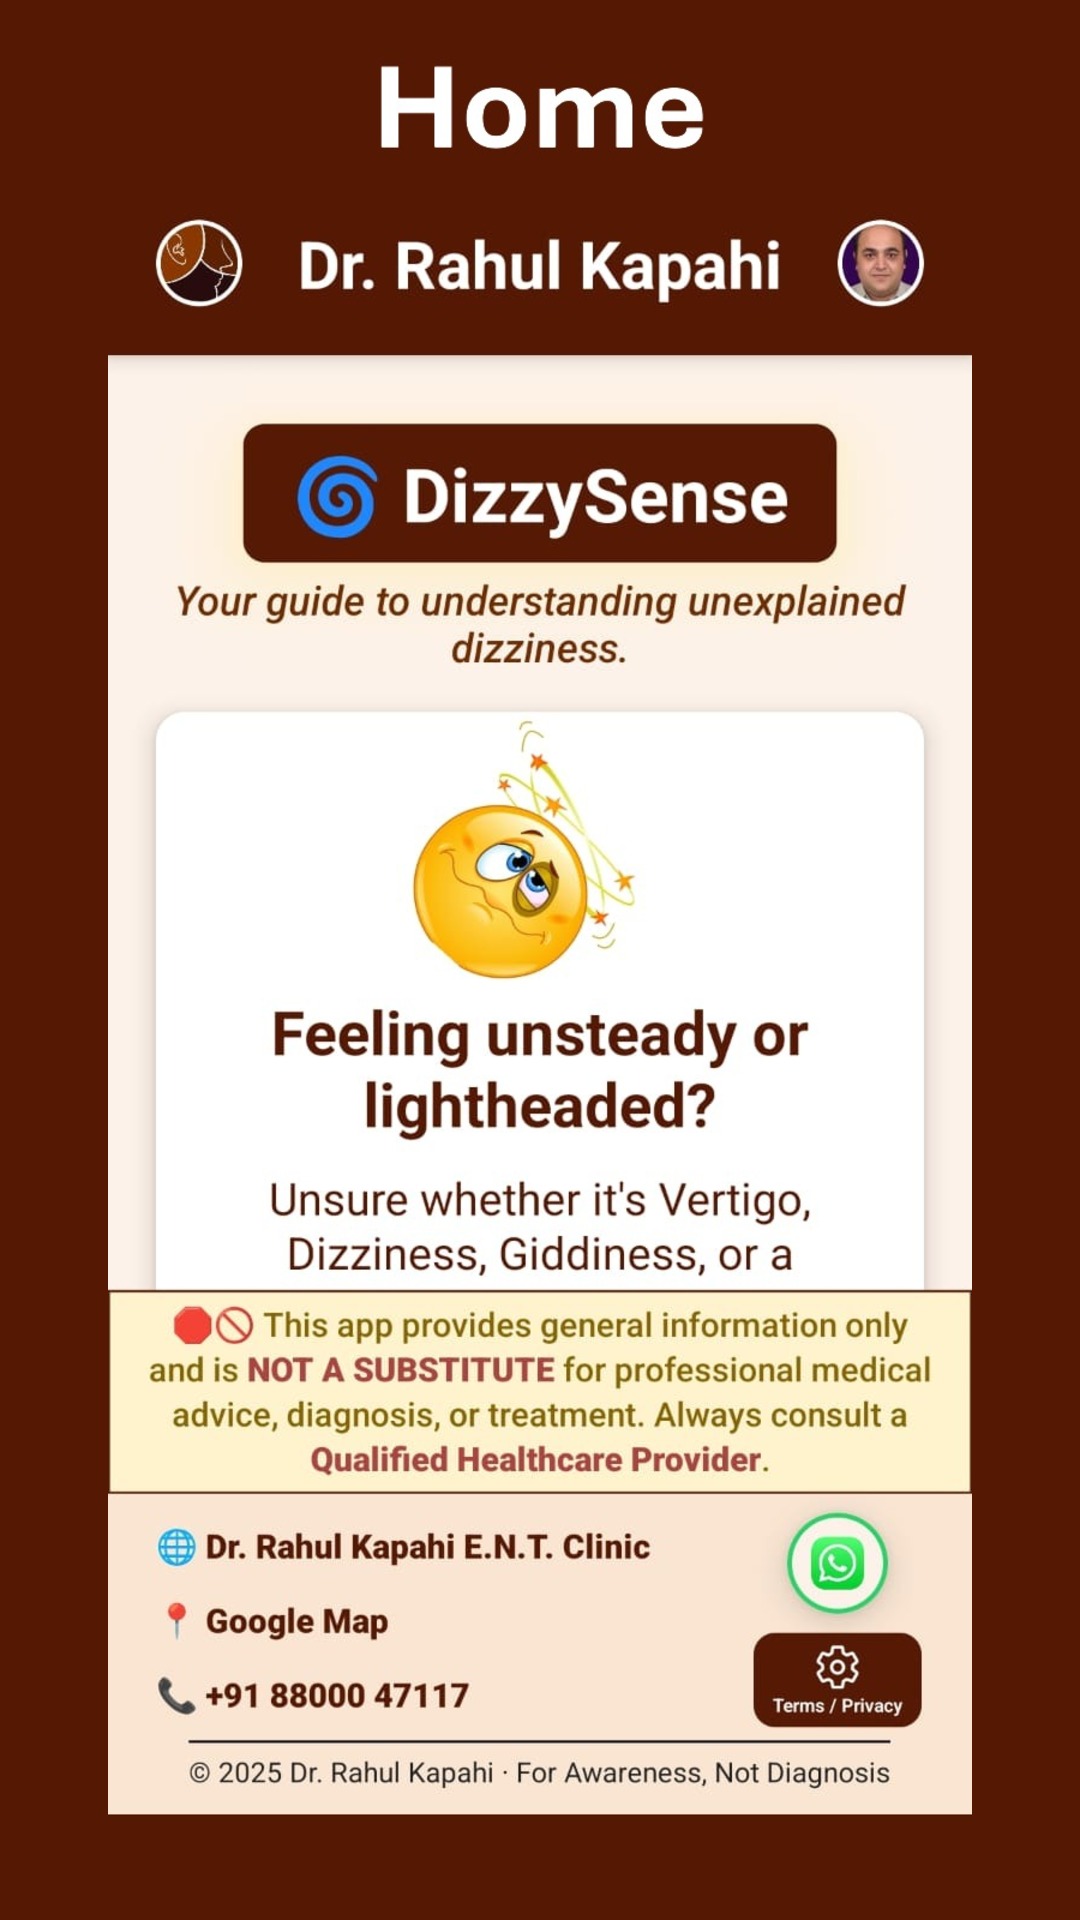 Home
Dr. Rahul Kapahi
🌀 DizzySense
Your guide to understanding unexplained
dizziness.
Feeling unsteady or
lightheaded?
Unsure whether it's Vertigo,
Dizziness, Giddiness, or a
🛑🚫 This app provides general information only
and is NOT A SUBSTITUTE for professional medical
advice, diagnosis, or treatment. Always consult a
Qualified Healthcare Provider.
🌐 Dr. Rahul Kapahi E.N.T. Clinic
📍 Google Map
📞 +91 88000 47117
Terms / Privacy
© 2025 Dr. Rahul Kapahi · For Awareness, Not Diagnosis